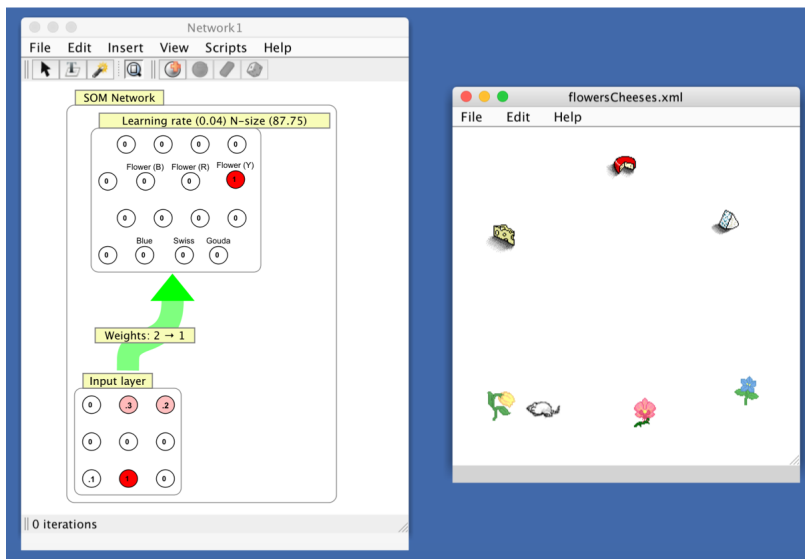 Network1
File Edit Insert View Scripts Help
SOM Network
Learning rate (0.04) N-size (87.75)
0 0 0 0
Flower (B) Flower (R) Flower (Y)
0 0 0 1
0 0 0 0
Blue Swiss Gouda
0 0 0 0
Weights: 2 → 1
Input layer
0 .3 .2
0 0 0
.1 1 0
0 iterations
flowersCheeses.xml
File Edit Help